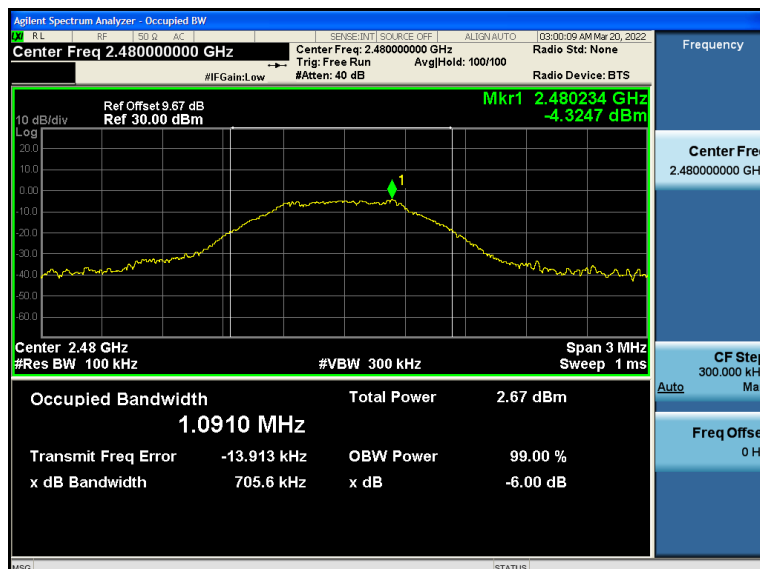 Agilent Spectrum Analyzer - Occupied BW
RL RF 50 Ω AC SENSE:INT SOURCE OFF ALIGN AUTO 03:00:09 AM Mar 20, 2022
Center Freq 2.480000000 GHz
Center Freq: 2.480000000 GHz
Radio Std: None
Trig: Free Run
Avg|Hold: 100/100
#IFGain:Low
#Atten: 40 dB
Radio Device: BTS
Ref Offset 9.67 dB
Mkr1 2.480234 GHz
10 dB/div
Ref 30.00 dBm
-4.3247 dBm
Log
20.0
10.0
0.00
-10.0
-20.0
-30.0
-40.0
-50.0
-60.0
1
Center 2.48 GHz
Span 3 MHz
#Res BW 100 kHz
#VBW 300 kHz
Sweep 1 ms
Occupied Bandwidth
1.0910 MHz
Total Power 2.67 dBm
Transmit Freq Error -13.913 kHz
OBW Power 99.00 %
x dB Bandwidth 705.6 kHz
x dB -6.00 dB
MSG
STATUS
Frequency
Center Fre
2.480000000 GH
CF Step
300.000 kH
Auto Ma
Freq Offse
0 H